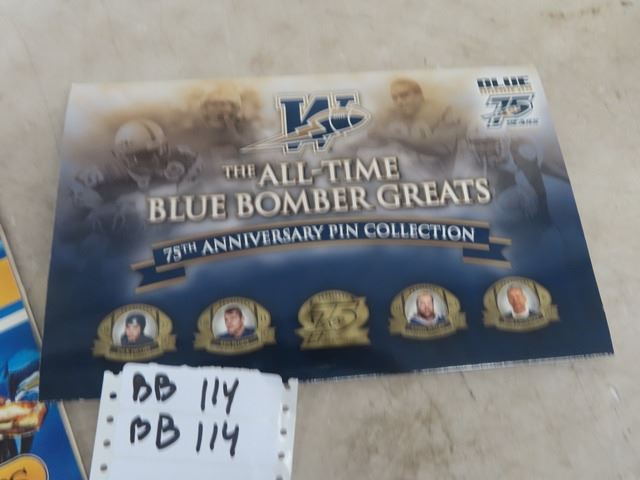 W
BLUE
75
THE ALL-TIME
BLUE BOMBER GREATS
75TH ANNIVERSARY PIN COLLECTION
75
BB 114
BB 114